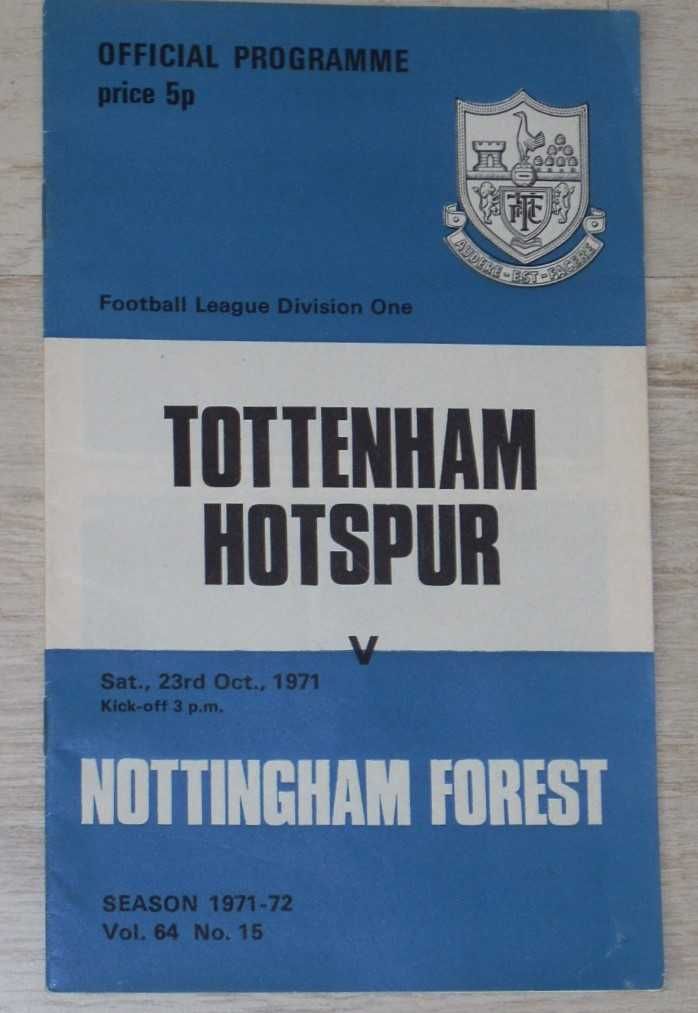 OFFICIAL PROGRAMME
price 5p
AUDERE - EST - FACERE
Football League Division One
TOTTENHAM
HOTSPUR
v
Sat., 23rd Oct., 1971
Kick-off 3 p.m.
NOTTINGHAM FOREST
SEASON 1971-72
Vol. 64 No. 15